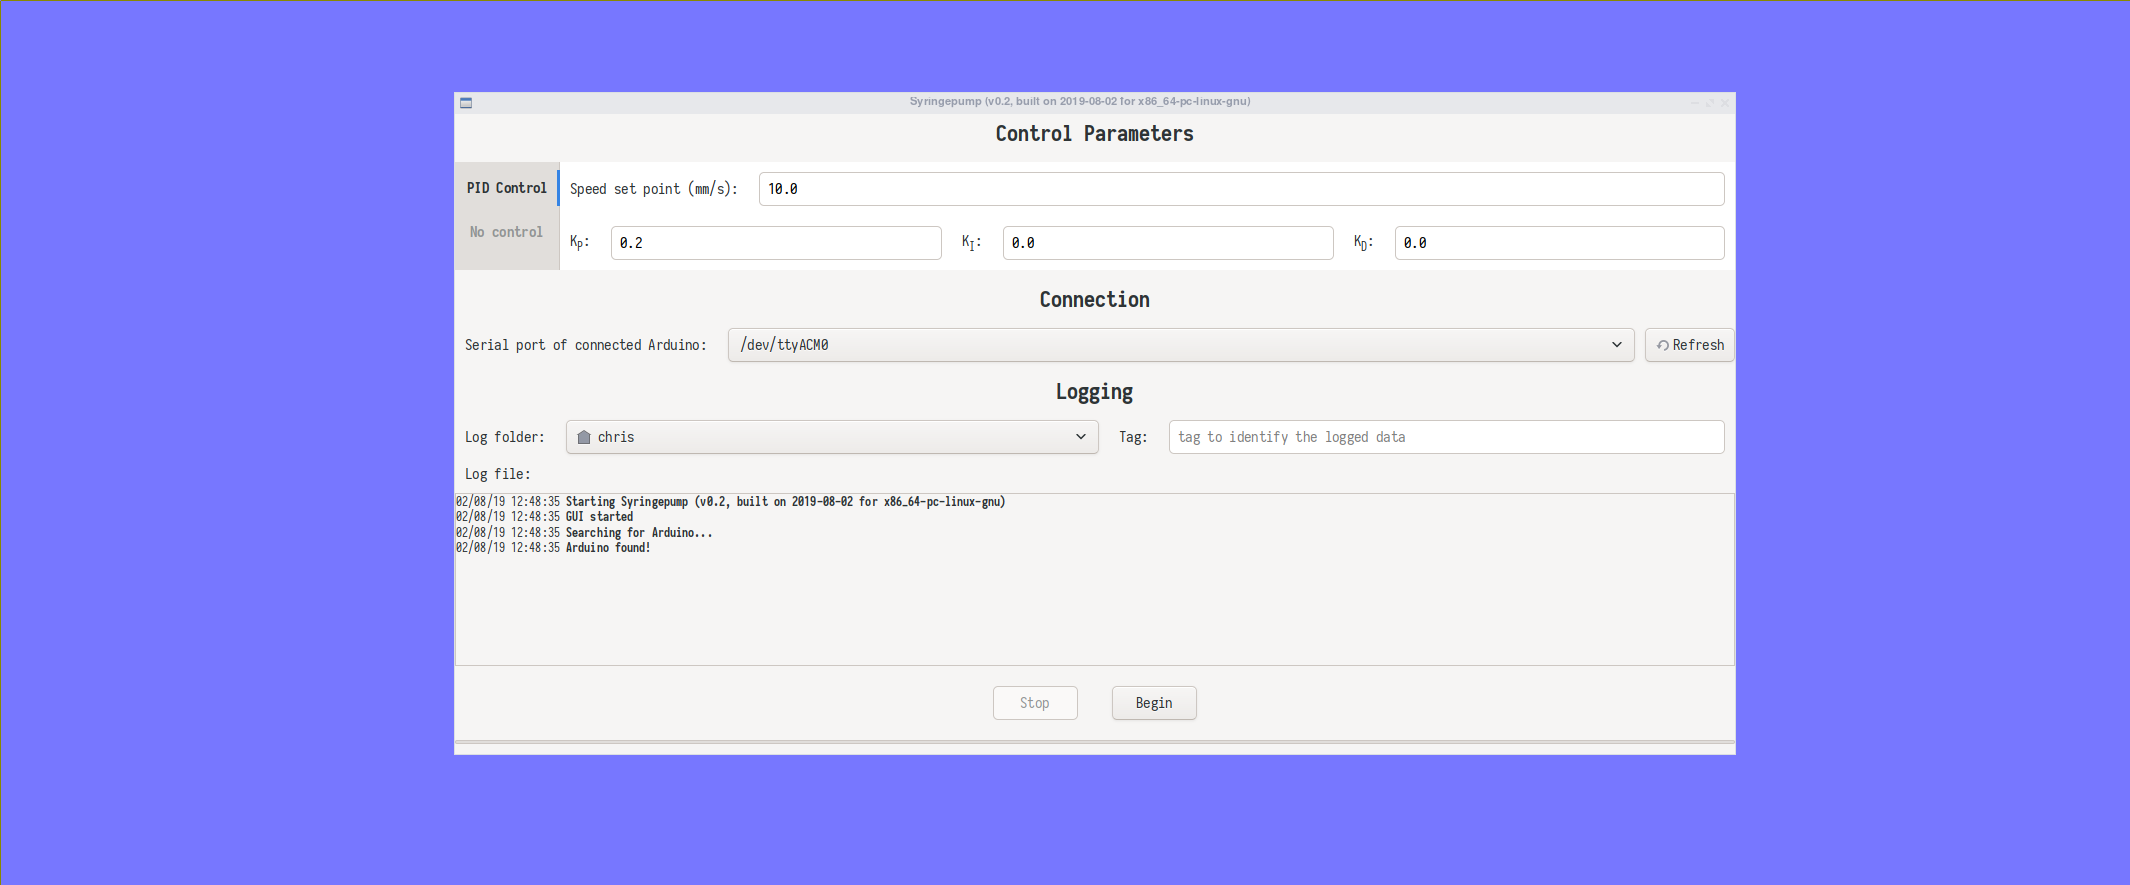 Syringepump (v0.2, built on 2019-08-02 for x86_64-pc-linux-gnu)
Control Parameters
PID Control
Speed set point (mm/s): 10.0
No control
KP: 0.2 KI: 0.0 KD: 0.0
Connection
Serial port of connected Arduino: /dev/ttyACM0 Refresh
Logging
Log folder: chris Tag: tag to identify the logged data
Log file:
02/08/19 12:48:35 Starting Syringepump (v0.2, built on 2019-08-02 for x86_64-pc-linux-gnu)
02/08/19 12:48:35 GUI started
02/08/19 12:48:35 Searching for Arduino...
02/08/19 12:48:35 Arduino found!
Stop Begin